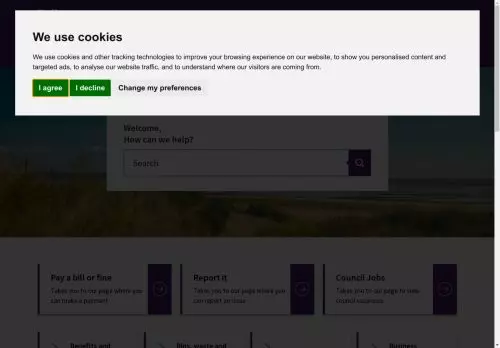 We use cookies
We use cookies and other tracking technologies to improve your browsing experience on our website, to show you personalised content and
targeted ads, to analyse our website traffic, and to understand where our visitors are coming from.
I agree
I decline
Change my preferences
Welcome,
How can we help?
Search
Pay a bill or fine
Takes you to the page where you
can make a payment
Report it
Takes you to our page where you
can report an issue
Council Jobs
Takes you to our page to view
council vacancies
Benefits and
Bins, waste and
Business